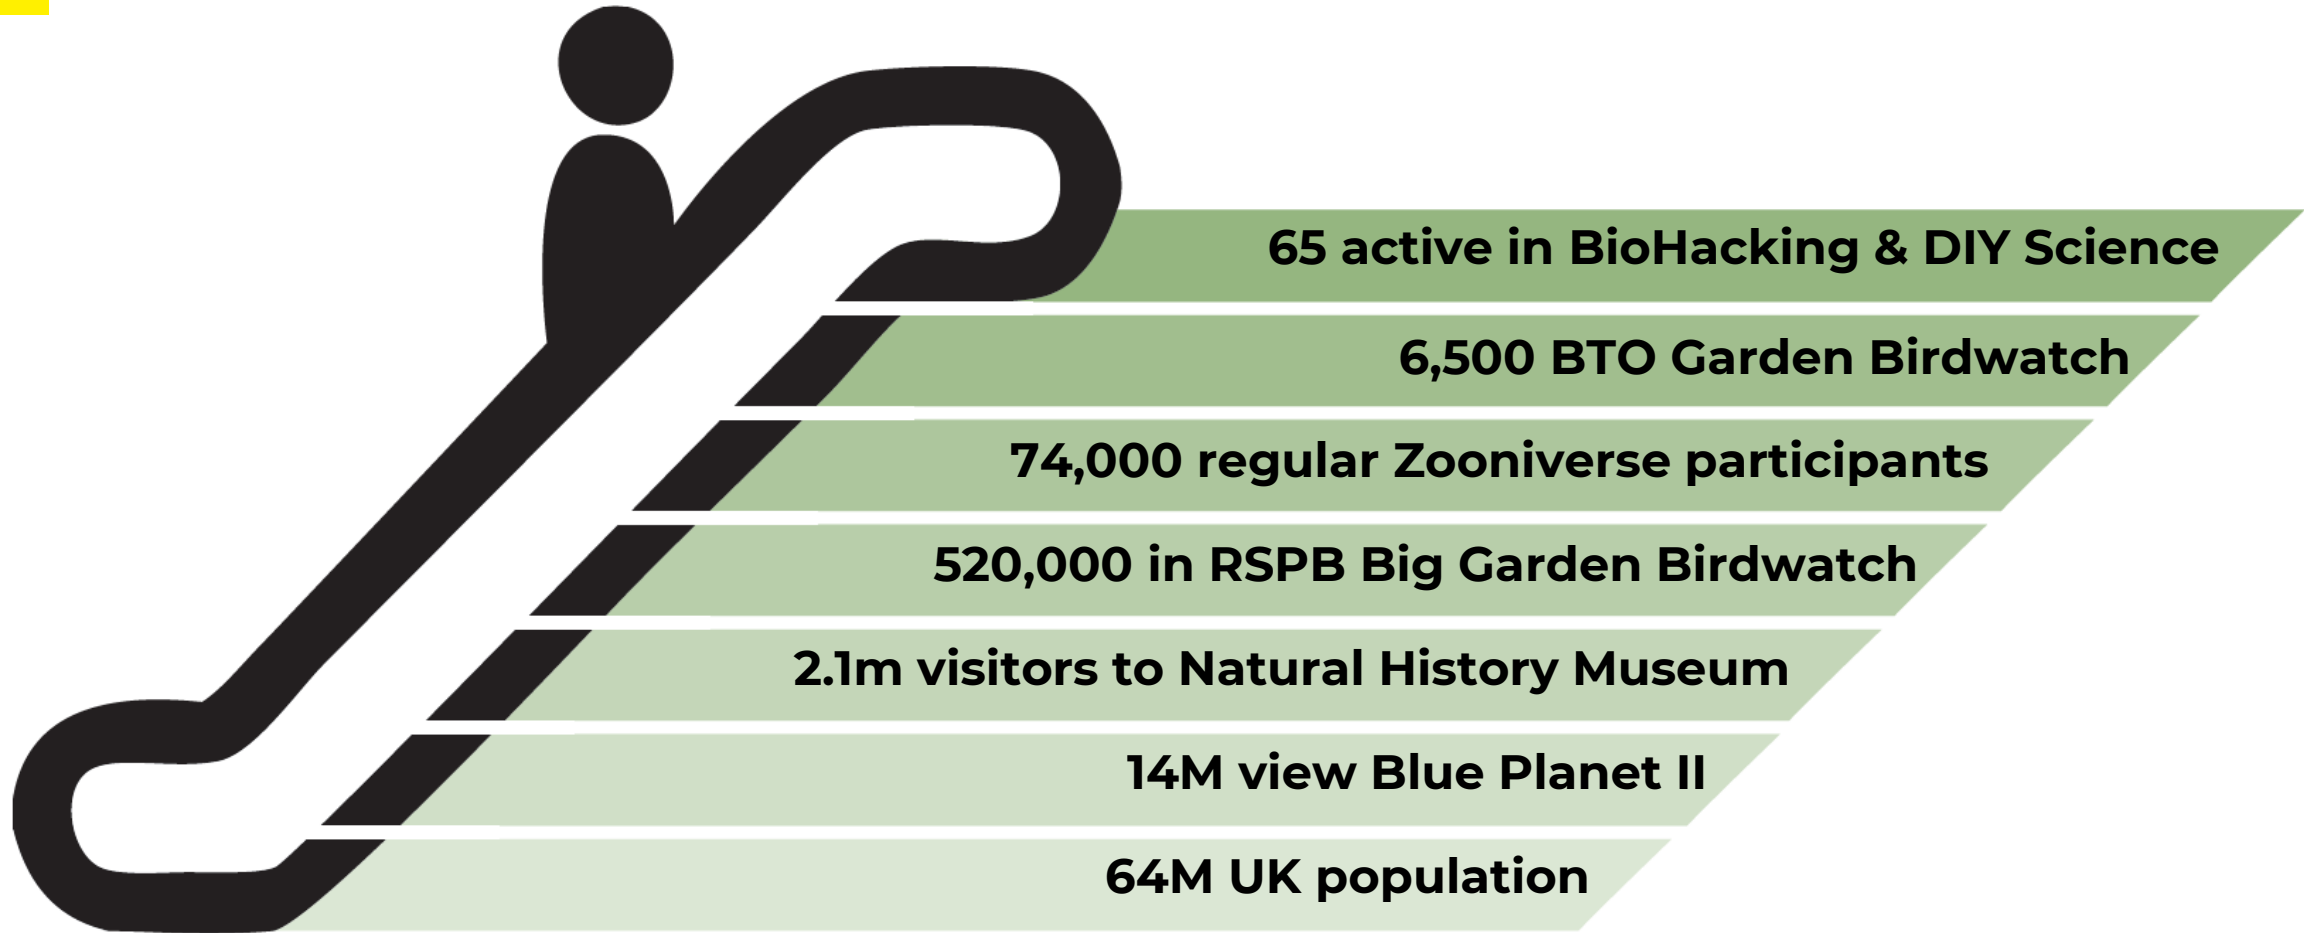 65 active in BioHacking & DIY Science
6,500 BTO Garden Birdwatch
74,000 regular Zooniverse participants
520,000 in RSPB Big Garden Birdwatch
2.1m visitors to Natural History Museum
14M view Blue Planet II
64M UK population